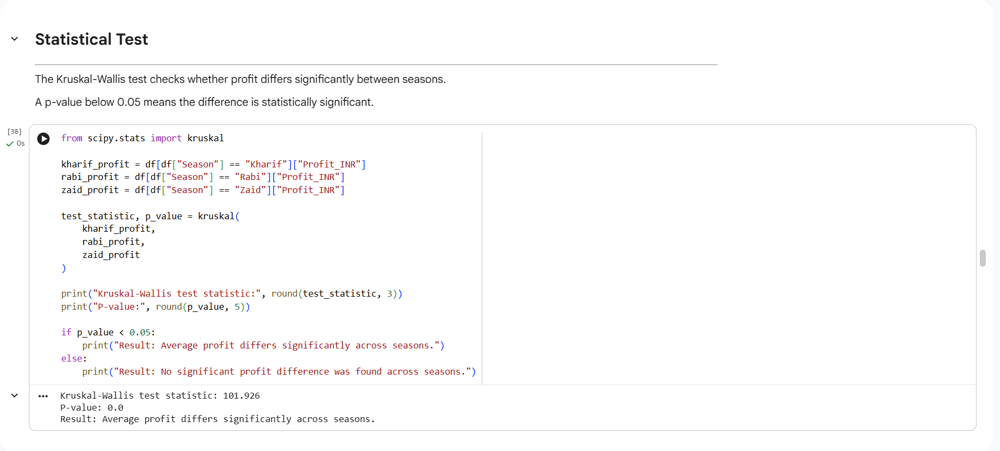 Statistical Test
The Kruskal-Wallis test checks whether profit differs significantly between seasons.
A p-value below 0.05 means the difference is statistically significant.
[38]
0s
from scipy.stats import kruskal
kharif_profit = df[df["Season"] == "Kharif"]["Profit_INR"]
rabi_profit = df[df["Season"] == "Rabi"]["Profit_INR"]
zaid_profit = df[df["Season"] == "Zaid"]["Profit_INR"]
test_statistic, p_value = kruskal(
    kharif_profit,
    rabi_profit,
    zaid_profit
)
print("Kruskal-Wallis test statistic:", round(test_statistic, 3))
print("P-value:", round(p_value, 5))
if p_value < 0.05:
    print("Result: Average profit differs significantly across seasons.")
else:
    print("Result: No significant profit difference was found across seasons.")
Kruskal-Wallis test statistic: 101.926
P-value: 0.0
Result: Average profit differs significantly across seasons.